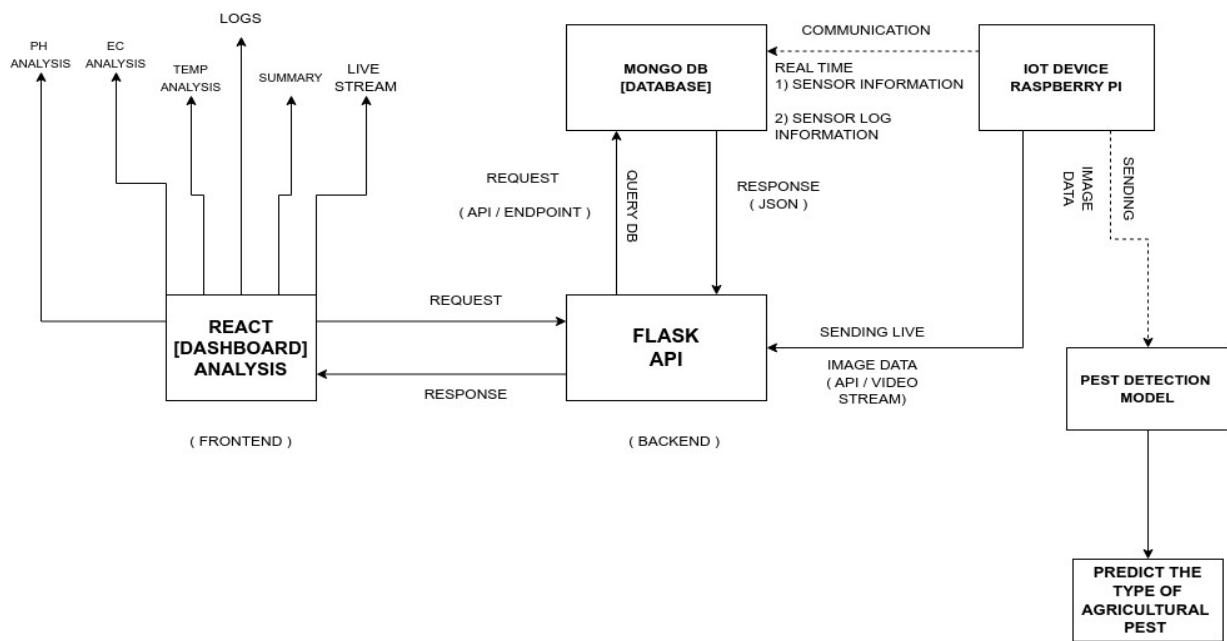 LOGS
PH
ANALYSIS
EC
ANALYSIS
TEMP
ANALYSIS
SUMMARY
LIVE
STREAM
MONGO DB
[DATABASE]
COMMUNICATION
REAL TIME
1) SENSOR INFORMATION
2) SENSOR LOG
INFORMATION
IOT DEVICE
RASPBERRY PI
REQUEST
( API / ENDPOINT )
QUERY DB
RESPONSE
( JSON )
IMAGE
DATA
SENDING
REACT
[DASHBOARD]
ANALYSIS
REQUEST
RESPONSE
FLASK
API
SENDING LIVE
IMAGE DATA
( API / VIDEO
STREAM)
PEST DETECTION
MODEL
( FRONTEND )
( BACKEND )
PREDICT THE
TYPE OF
AGRICULTURAL
PEST